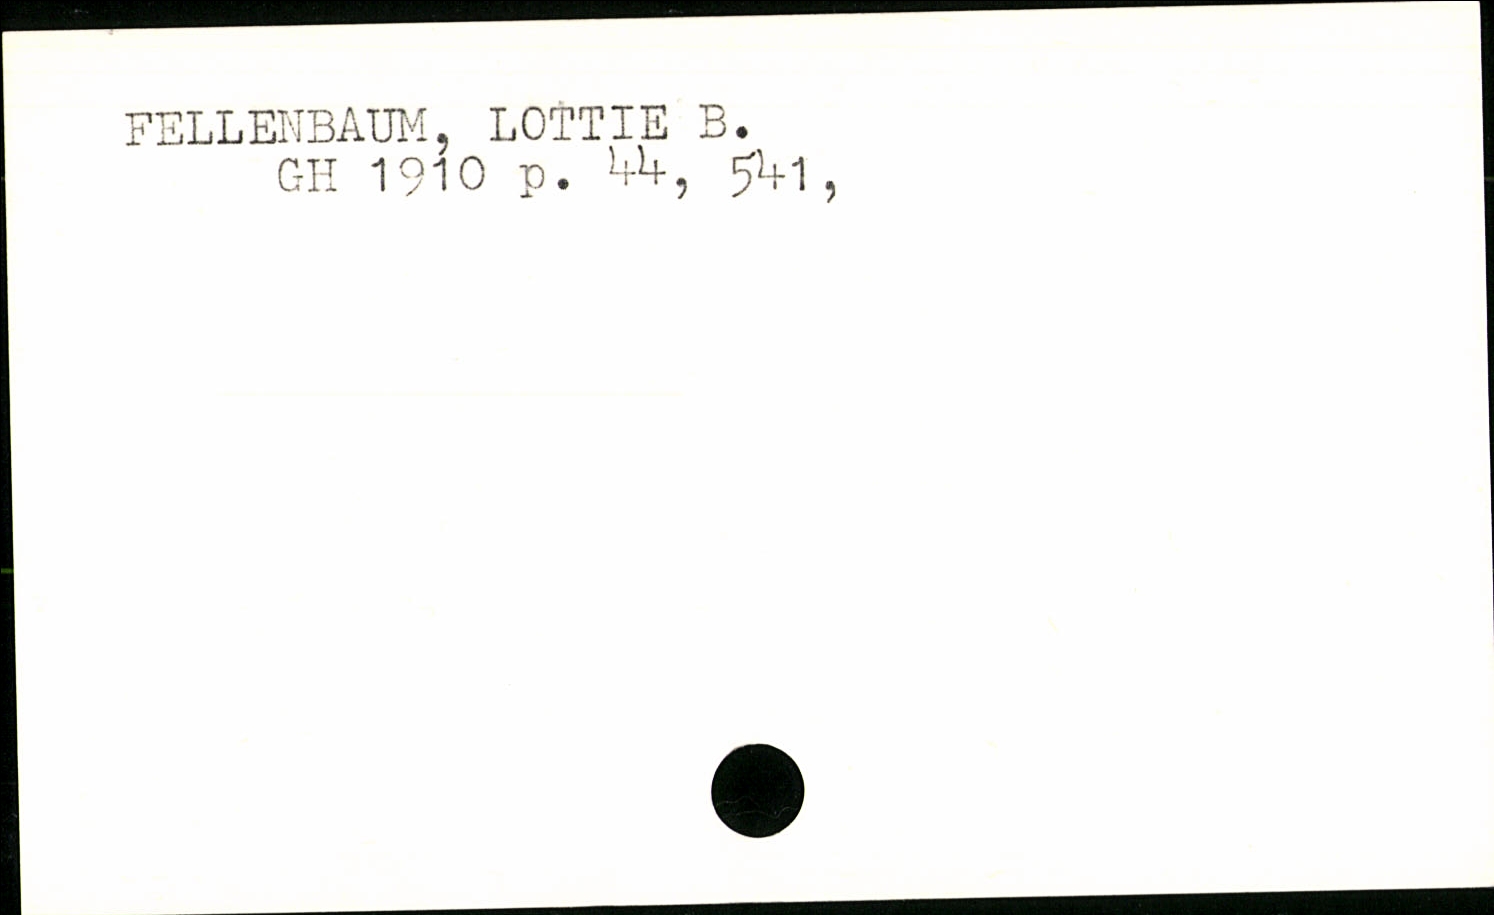 FELLENBAUM, LOTTIE B.
GH 1910 p. 44, 541,